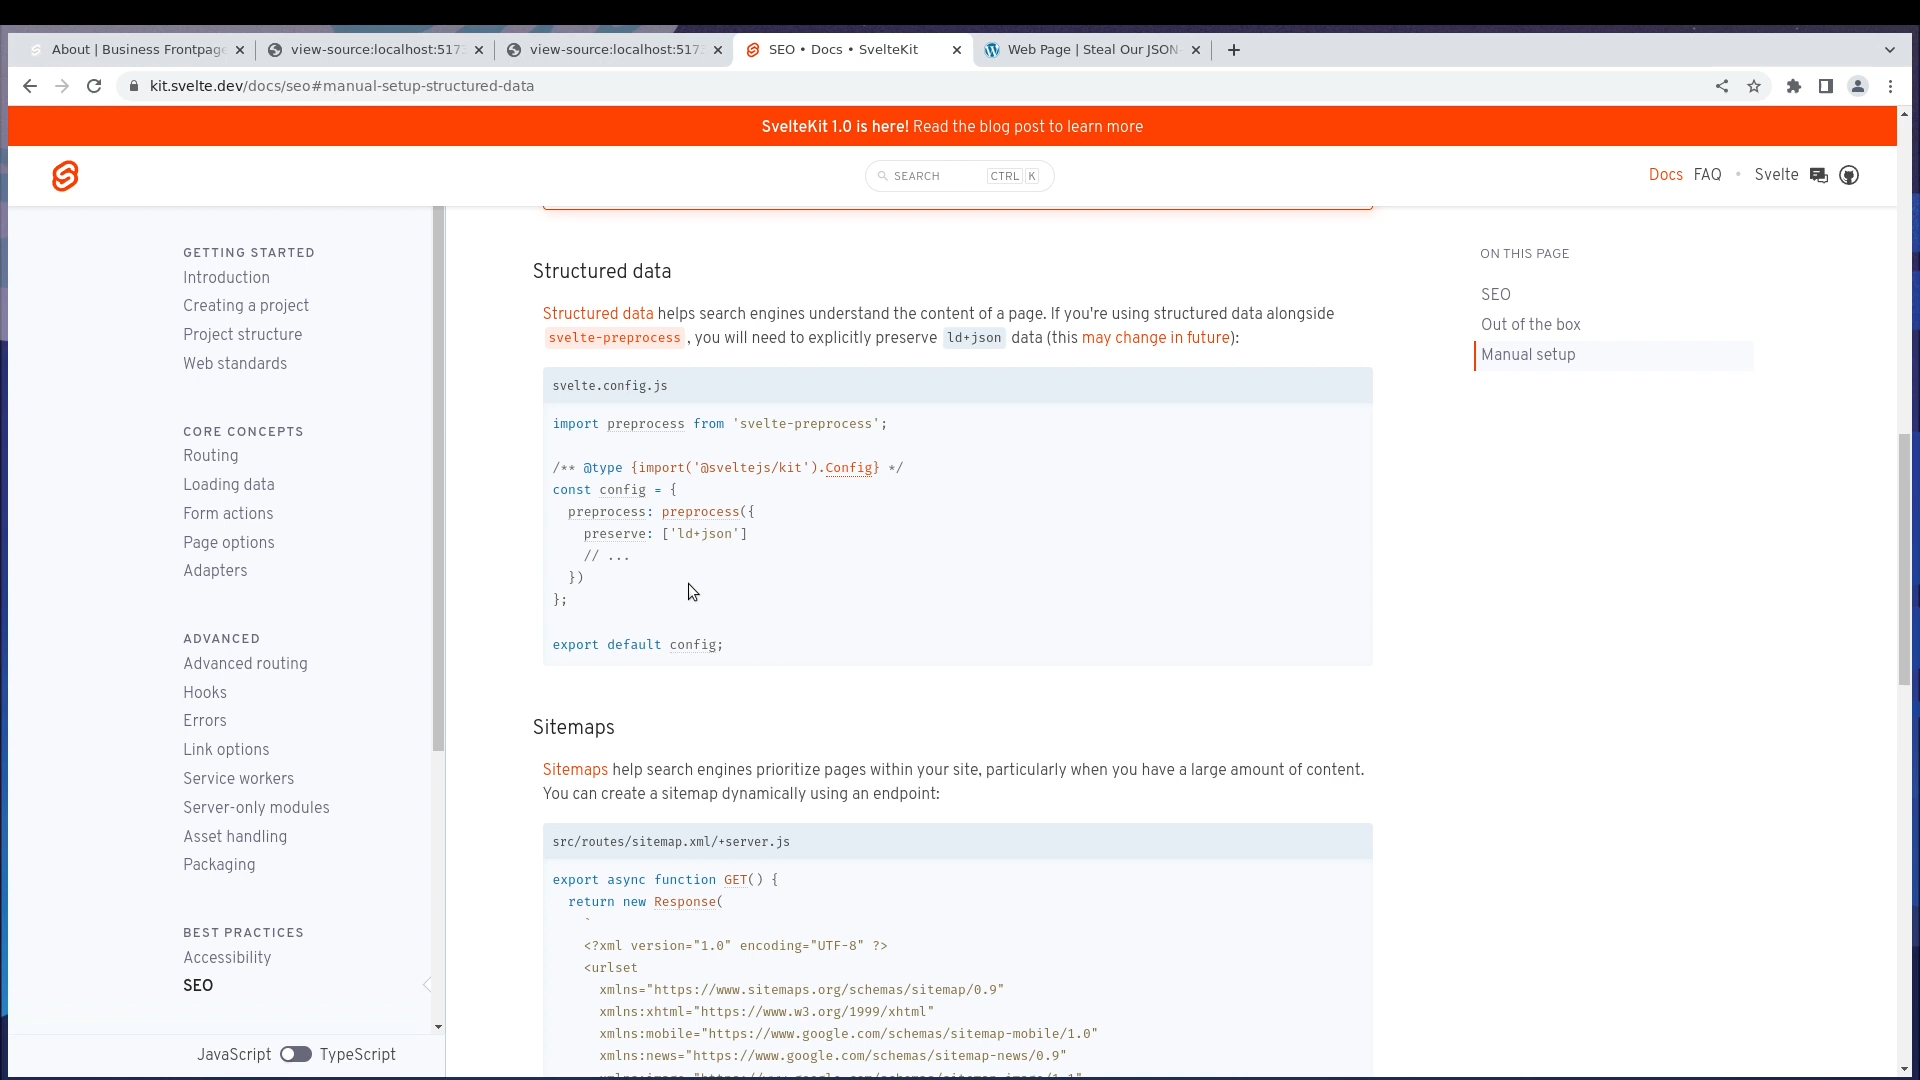 About | Business Frontpage
view-source:localhost:517
view-source:localhost:517
SEO • Docs • SvelteKit
Web Page | Steal Our JSON-
kit.svelte.dev/docs/seo#manual-setup-structured-data
SvelteKit 1.0 is here! Read the blog post to learn more
SEARCH CTRL K
Docs FAQ • Svelte
GETTING STARTED
Introduction
Creating a project
Project structure
Web standards
CORE CONCEPTS
Routing
Loading data
Form actions
Page options
Adapters
ADVANCED
Advanced routing
Hooks
Errors
Link options
Service workers
Server-only modules
Asset handling
Packaging
BEST PRACTICES
Accessibility
SEO
JavaScript TypeScript
Structured data
Structured data helps search engines understand the content of a page. If you're using structured data alongside
svelte-preprocess, you will need to explicitly preserve ld+json data (this may change in future):
svelte.config.js
import preprocess from 'svelte-preprocess';
/** @type {import('@sveltejs/kit').Config} */
const config = {
preprocess: preprocess({
preserve: ['ld+json']
// ...
})
};
export default config;
Sitemaps
Sitemaps help search engines prioritize pages within your site, particularly when you have a large amount of content.
You can create a sitemap dynamically using an endpoint:
src/routes/sitemap.xml/+server.js
export async function GET() {
return new Response(
`
<?xml version="1.0" encoding="UTF-8" ?>
<urlset
xmlns="https://www.sitemaps.org/schemas/sitemap/0.9"
xmlns:xhtml="https://www.w3.org/1999/xhtml"
xmlns:mobile="https://www.google.com/schemas/sitemap-mobile/1.0"
xmlns:news="https://www.google.com/schemas/sitemap-news/0.9"
xmlns:image="https://www.google.com/schemas/sitemap-image/1.1"
ON THIS PAGE
SEO
Out of the box
Manual setup